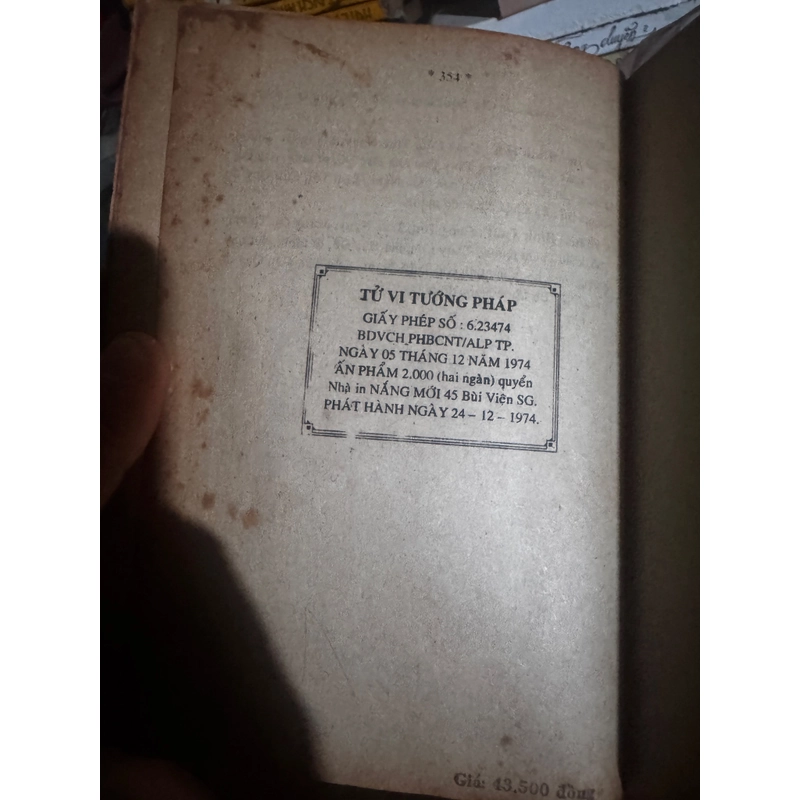 * 354 *
TỬ VI TƯỚNG PHÁP
GIẤY PHÉP SỐ : 6.23474
BDVCH PHBCNT/ALP TP.
NGÀY 05 THÁNG 12 NĂM 1974
ẤN PHẨM 2.000 (hai ngàn) quyển
Nhà in NẮNG MỚI 45 Bùi Viện SG.
PHÁT HÀNH NGÀY 24 – 12 – 1974.
Giá: 43,500 đồng